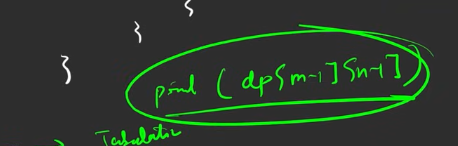 }
}
}
print (dp[m-1][n-1])
Tabulation